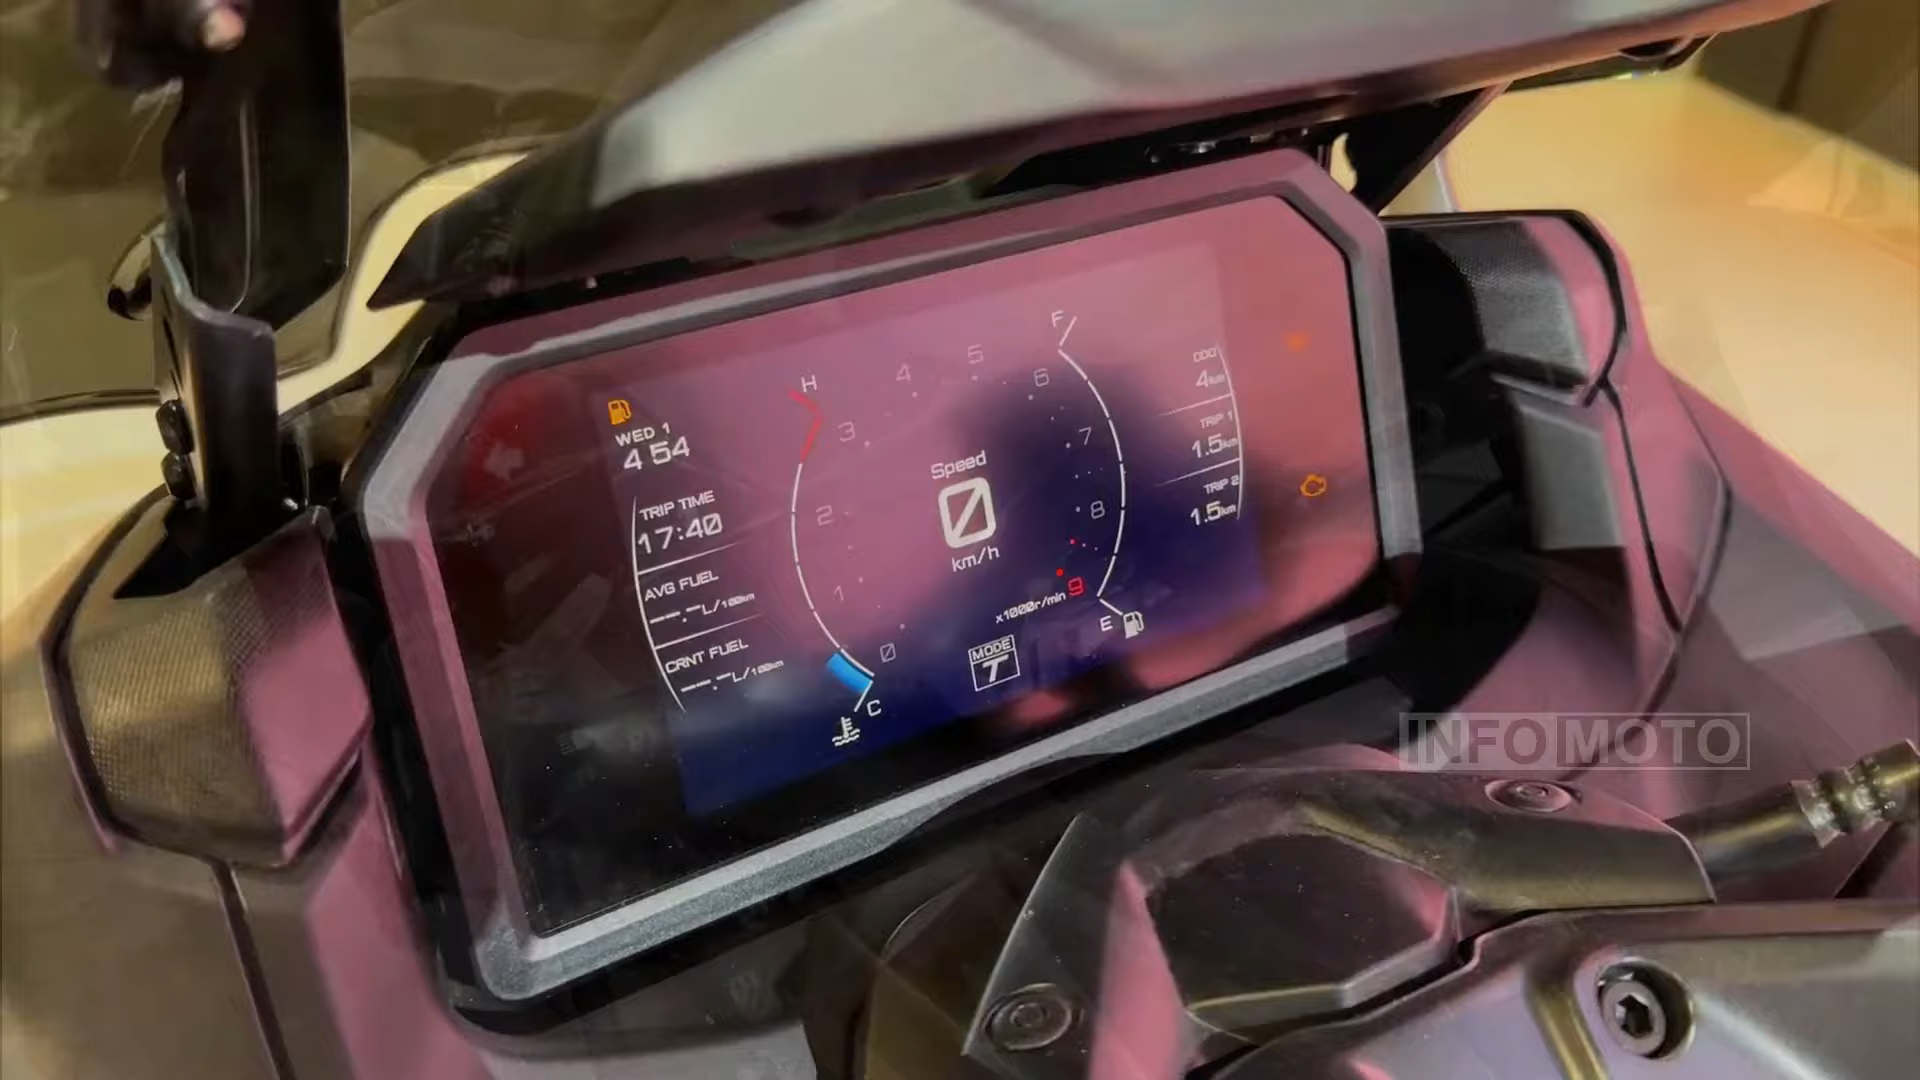 WED 1
4 54
TRIP TIME
17:40
AVG FUEL
--.-L/100km
CRNT FUEL
--.-L/100km
H
C
0
1
2
3
4
5
6
7
8
9
Speed
0
km/h
x1000r/min
MODE
T
F
E
ODO
4km
TRIP 1
1.5km
TRIP 2
1.5km
INFO MOTO